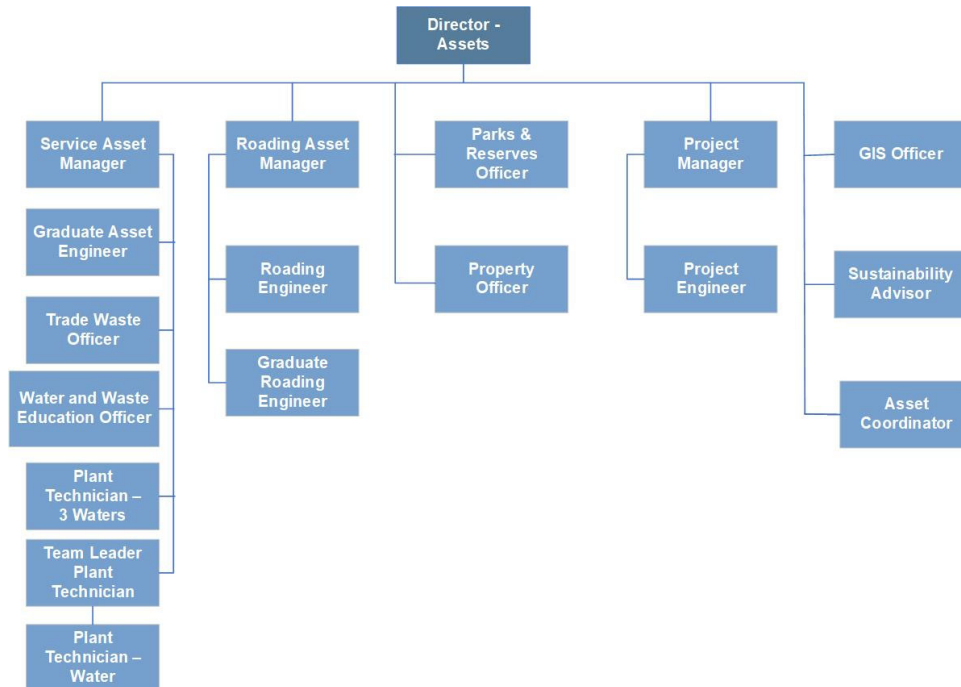 Director -
Assets
Service Asset
Manager
Roading Asset
Manager
Parks &
Reserves
Officer
Project
Manager
GIS Officer
Graduate Asset
Engineer
Roading
Engineer
Property
Officer
Project
Engineer
Sustainability
Advisor
Trade Waste
Officer
Graduate
Roading
Engineer
Water and Waste
Education Officer
Asset
Coordinator
Plant
Technician –
3 Waters
Team Leader
Plant
Technician
Plant
Technician –
Water